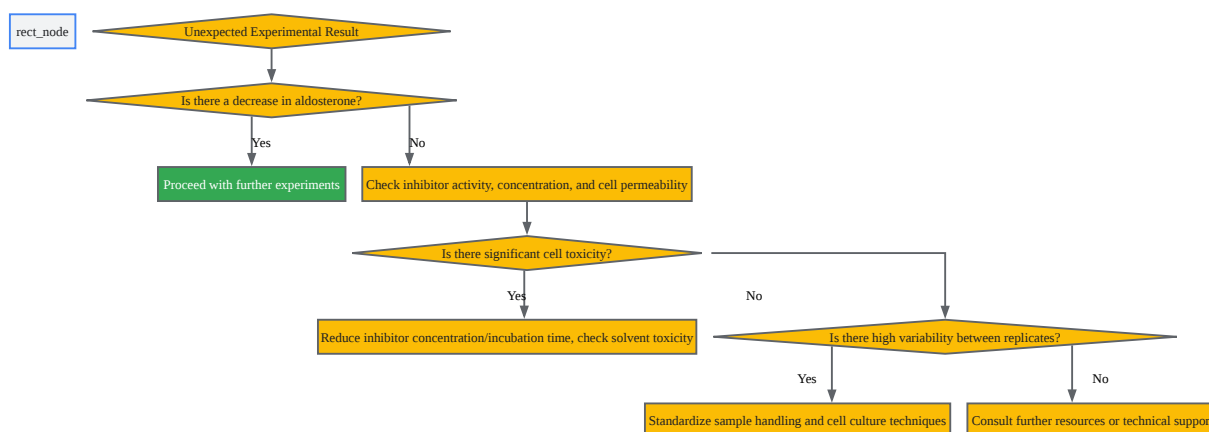 rect_node
Unexpected Experimental Result
Is there a decrease in aldosterone?
Yes
No
Proceed with further experiments
Check inhibitor activity, concentration, and cell permeability
Is there significant cell toxicity?
Yes
No
Reduce inhibitor concentration/incubation time, check solvent toxicity
Is there high variability between replicates?
Yes
No
Standardize sample handling and cell culture techniques
Consult further resources or technical suppor